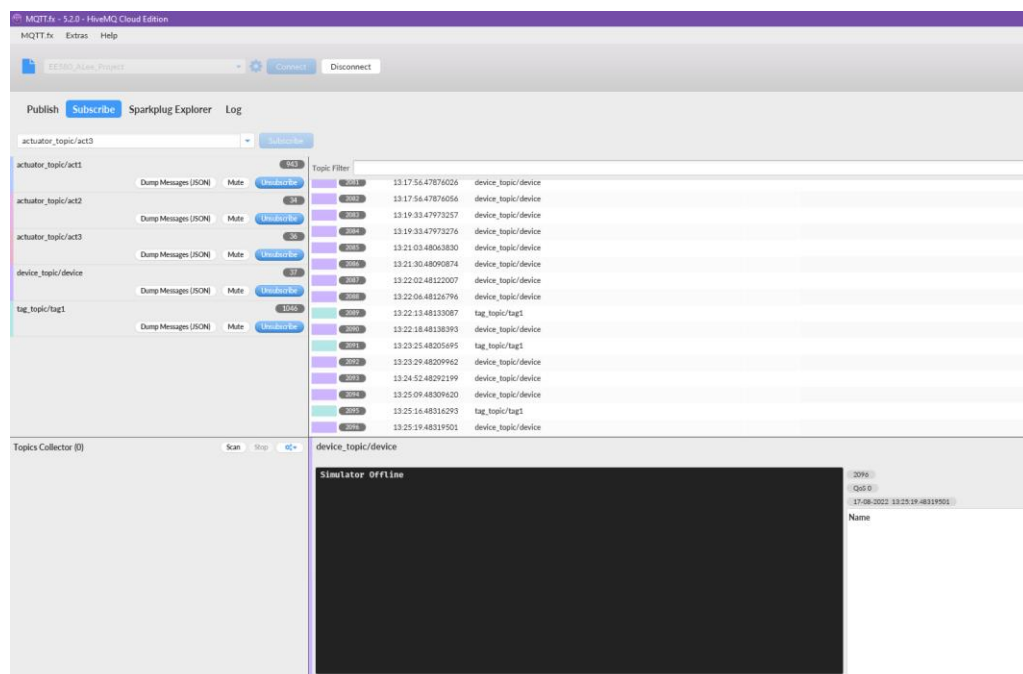 MQTT.fx - 5.2.0 - HiveMQ Cloud Edition
MQTT.fx Extras Help
EE580_ALee_Project Connect Disconnect
Publish Subscribe Sparkplug Explorer Log
actuator_topic/act3 Subscribe
actuator_topic/act1 943
Dump Messages (JSON) Mute Unsubscribe
actuator_topic/act2 34
Dump Messages (JSON) Mute Unsubscribe
actuator_topic/act3 36
Dump Messages (JSON) Mute Unsubscribe
device_topic/device 37
Dump Messages (JSON) Mute Unsubscribe
tag_topic/tag1 1046
Dump Messages (JSON) Mute Unsubscribe
Topic Filter
2081 13:17:56.47876026 device_topic/device
2082 13:17:56.47876056 device_topic/device
2083 13:19:33.47973257 device_topic/device
2084 13:19:33.47973276 device_topic/device
2085 13:21:03.48063830 device_topic/device
2086 13:21:30.48090874 device_topic/device
2087 13:22:02.48122007 device_topic/device
2088 13:22:06.48126796 device_topic/device
2089 13:22:13.48133087 tag_topic/tag1
2090 13:22:18.48138393 device_topic/device
2091 13:23:25.48205695 tag_topic/tag1
2092 13:23:29.48209962 device_topic/device
2093 13:24:52.48292199 device_topic/device
2094 13:25:09.48309620 device_topic/device
2095 13:25:16.48316293 tag_topic/tag1
2096 13:25:19.48319501 device_topic/device
Topics Collector (0) Scan Stop
device_topic/device
Simulator Offline
2096
QoS 0
17-08-2022 13:25:19.48319501
Name